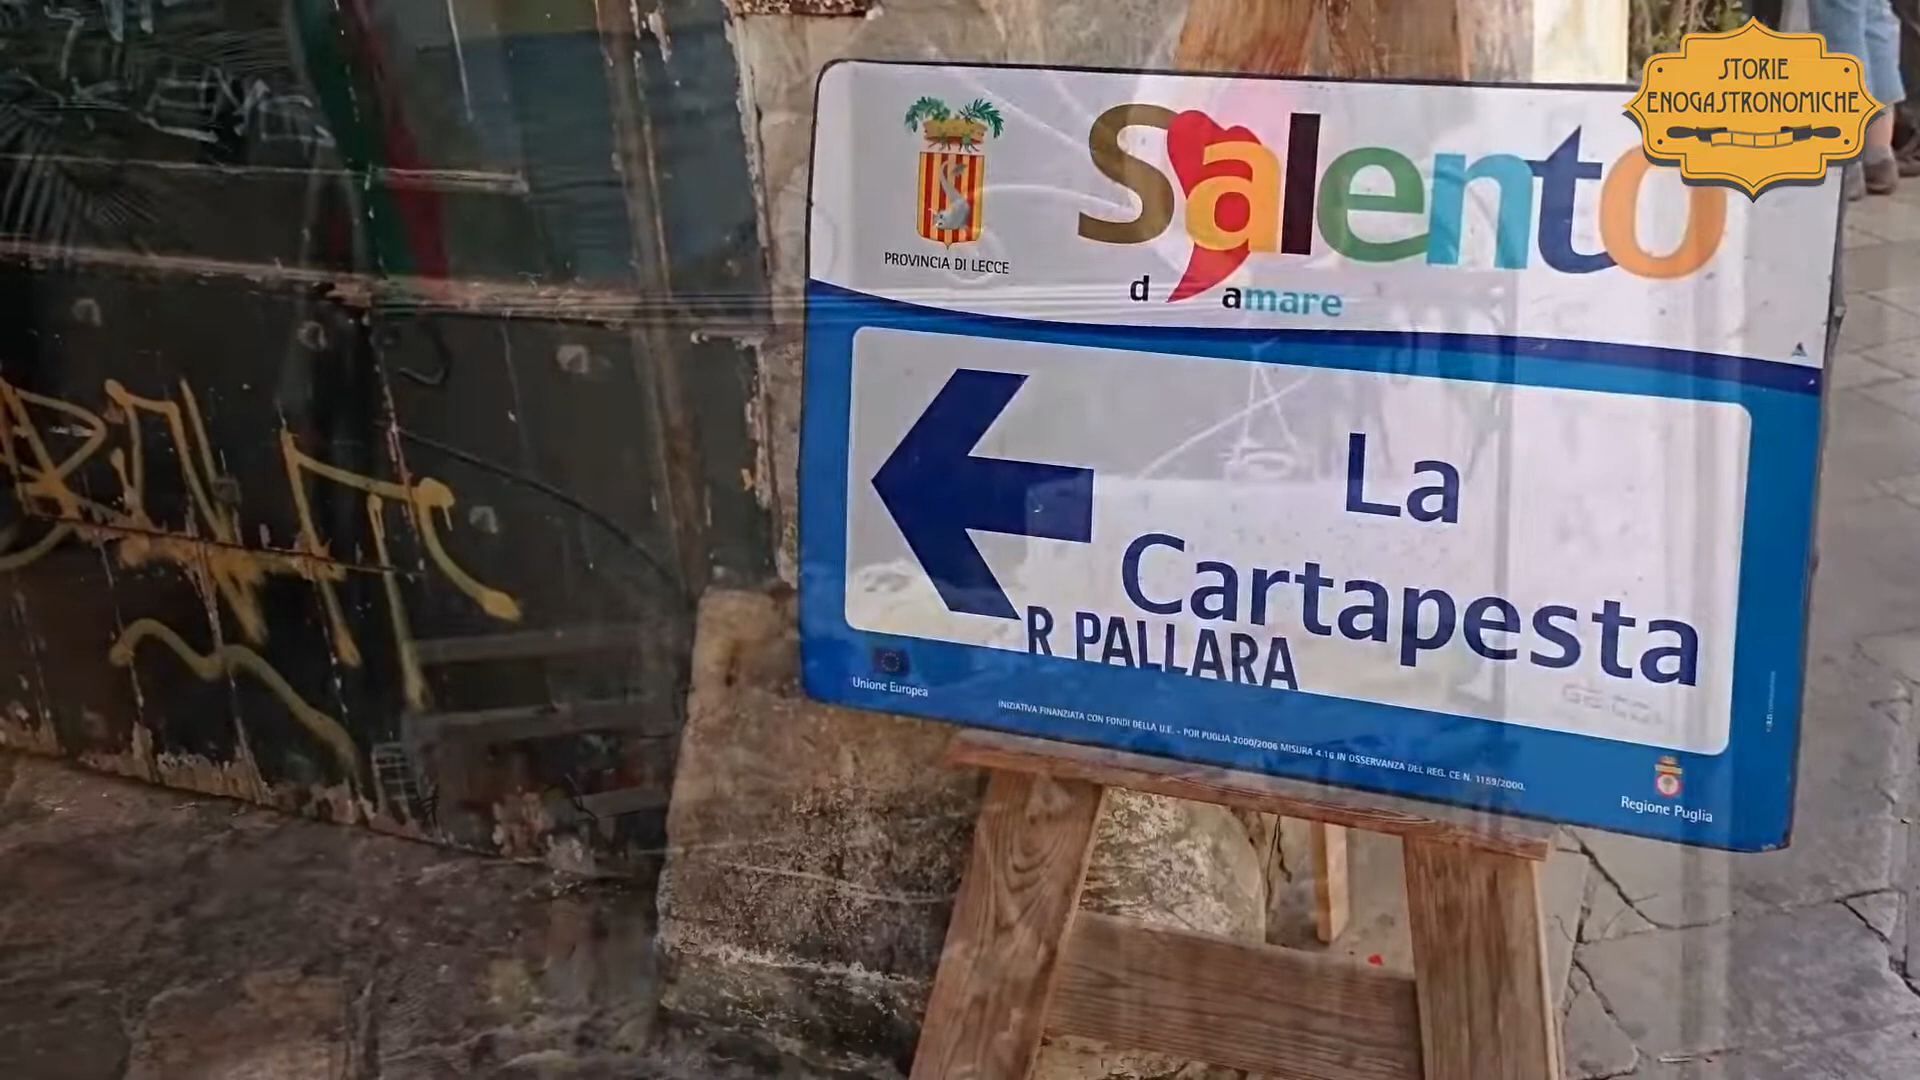 STORIE
ENOGASTRONOMICHE
Salento
d'amare
PROVINCIA DI LECCE
La
Cartapesta
R PALLARA
Unione Europea
INIZIATIVA FINANZIATA CON FONDI DELLA U.E. - POR PUGLIA 2000/2006 MISURA 4.16 IN OSSERVANZA DEL REG. CE N. 1159/2000.
Regione Puglia